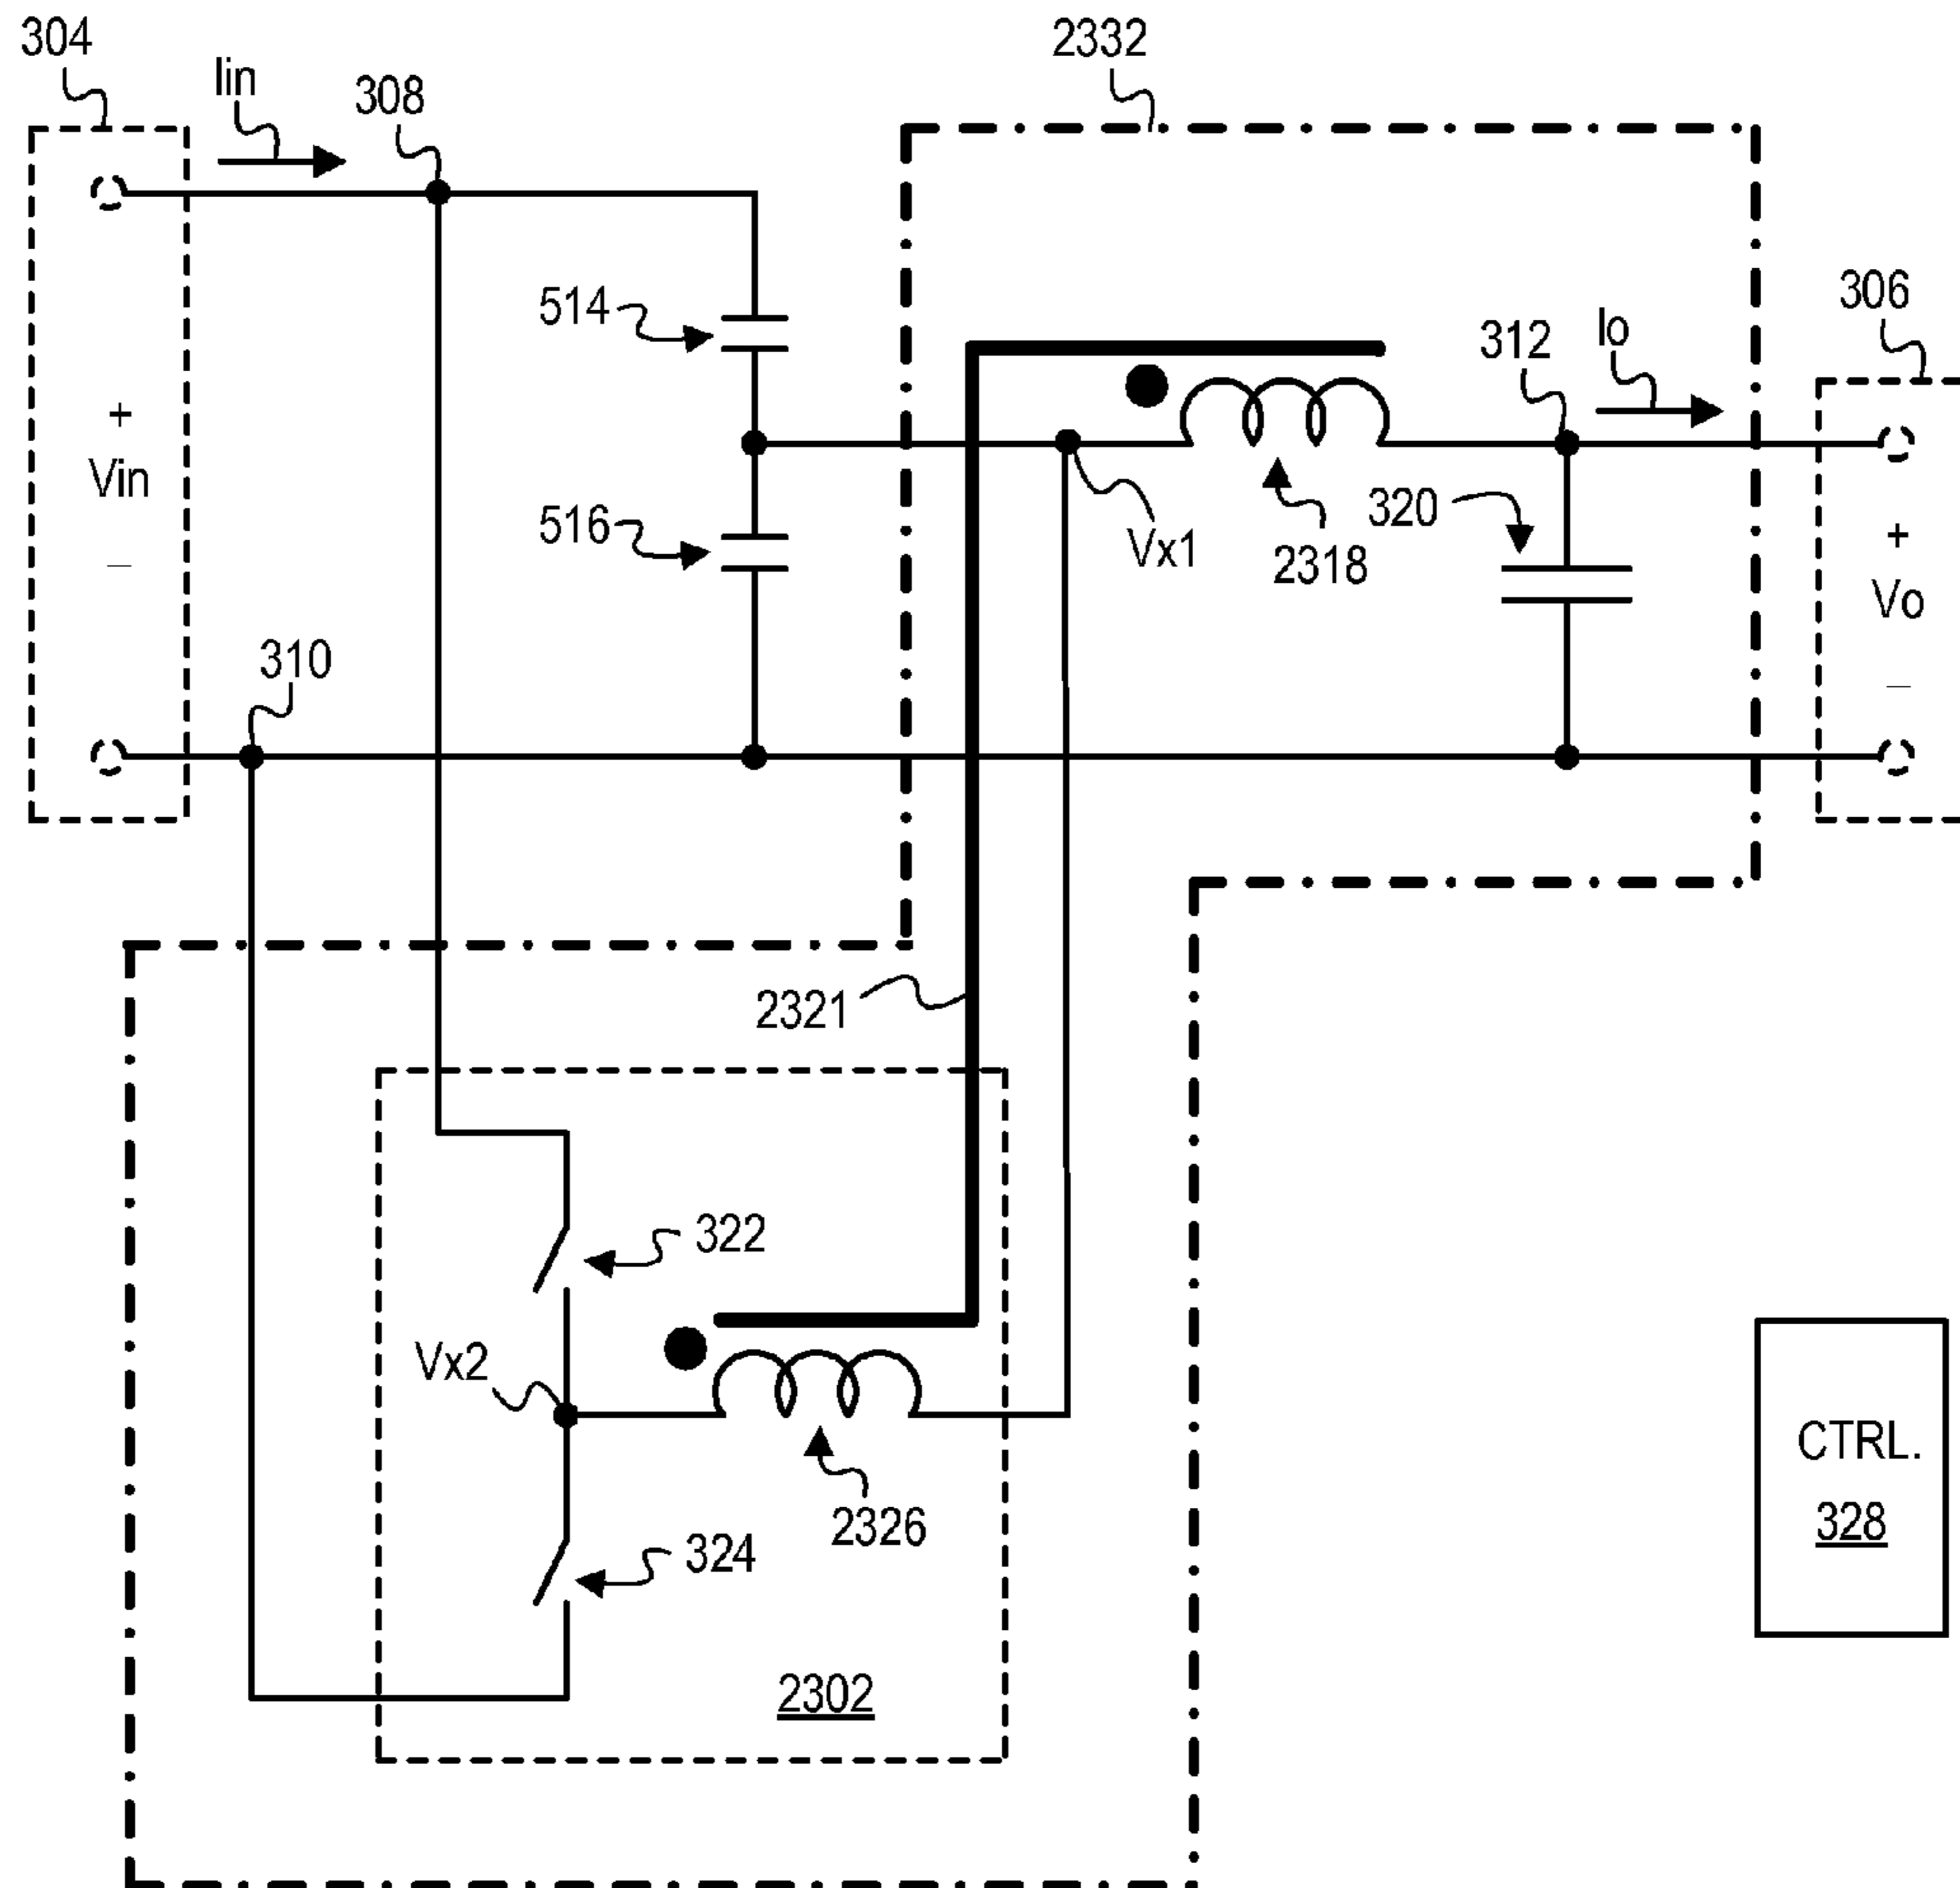 304
Iin
308
2332
514
306
312
Io
+
Vin
–
516
Vx1
2318
320
+
Vo
–
310
2321
322
Vx2
2326
324
2302
CTRL.
328